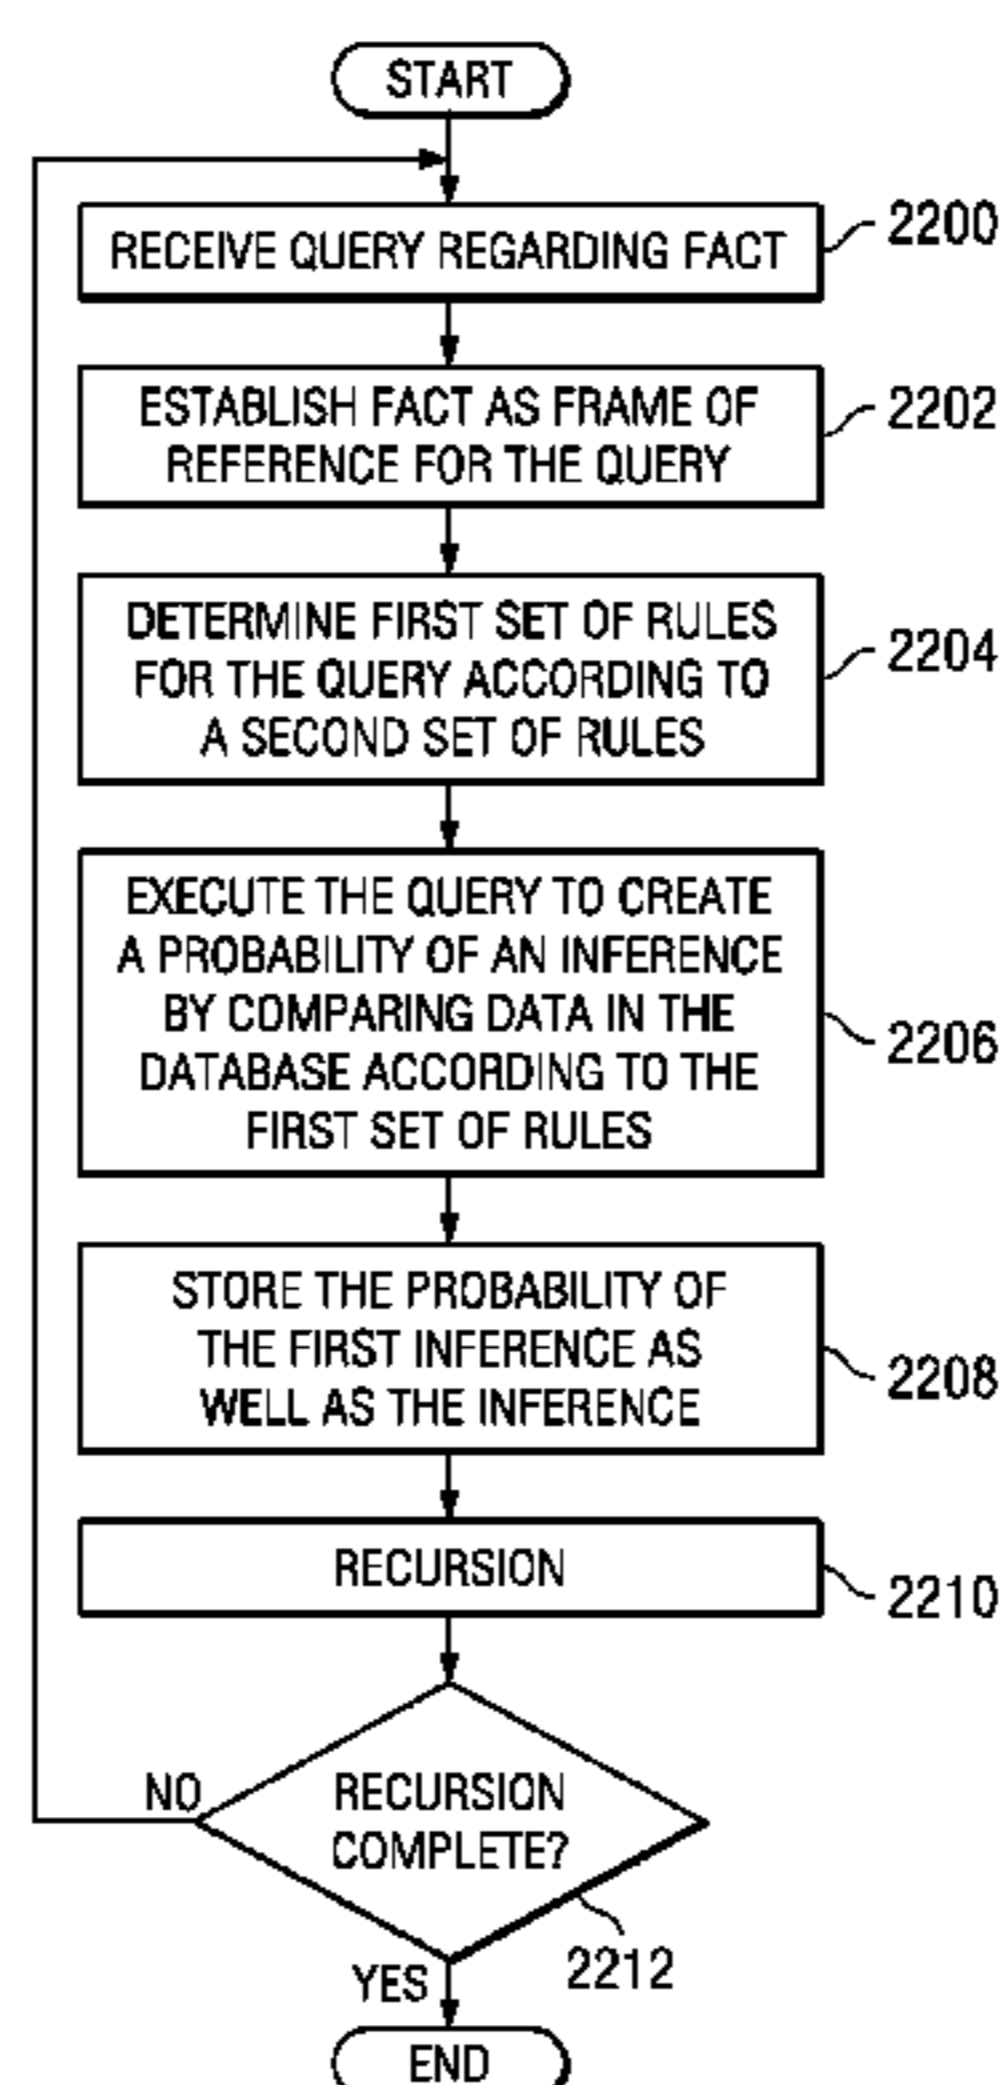 START
RECEIVE QUERY REGARDING FACT
2200
ESTABLISH FACT AS FRAME OF
REFERENCE FOR THE QUERY
2202
DETERMINE FIRST SET OF RULES
FOR THE QUERY ACCORDING TO
A SECOND SET OF RULES
2204
EXECUTE THE QUERY TO CREATE
A PROBABILITY OF AN INFERENCE
BY COMPARING DATA IN THE
DATABASE ACCORDING TO THE
FIRST SET OF RULES
2206
STORE THE PROBABILITY OF
THE FIRST INFERENCE AS
WELL AS THE INFERENCE
2208
RECURSION
2210
NO
RECURSION
COMPLETE?
2212
YES
END